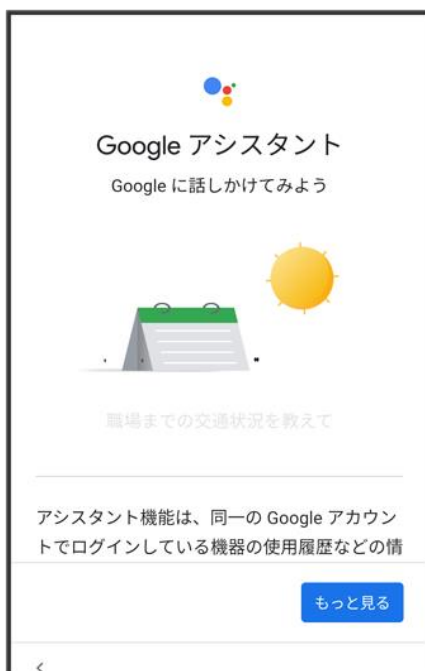 Google アシスタント
Google に話しかけてみよう
職場までの交通状況を教えて
アシスタント機能は、同一の Google アカウン
トでログインしている機器の使用履歴などの情
もっと見る